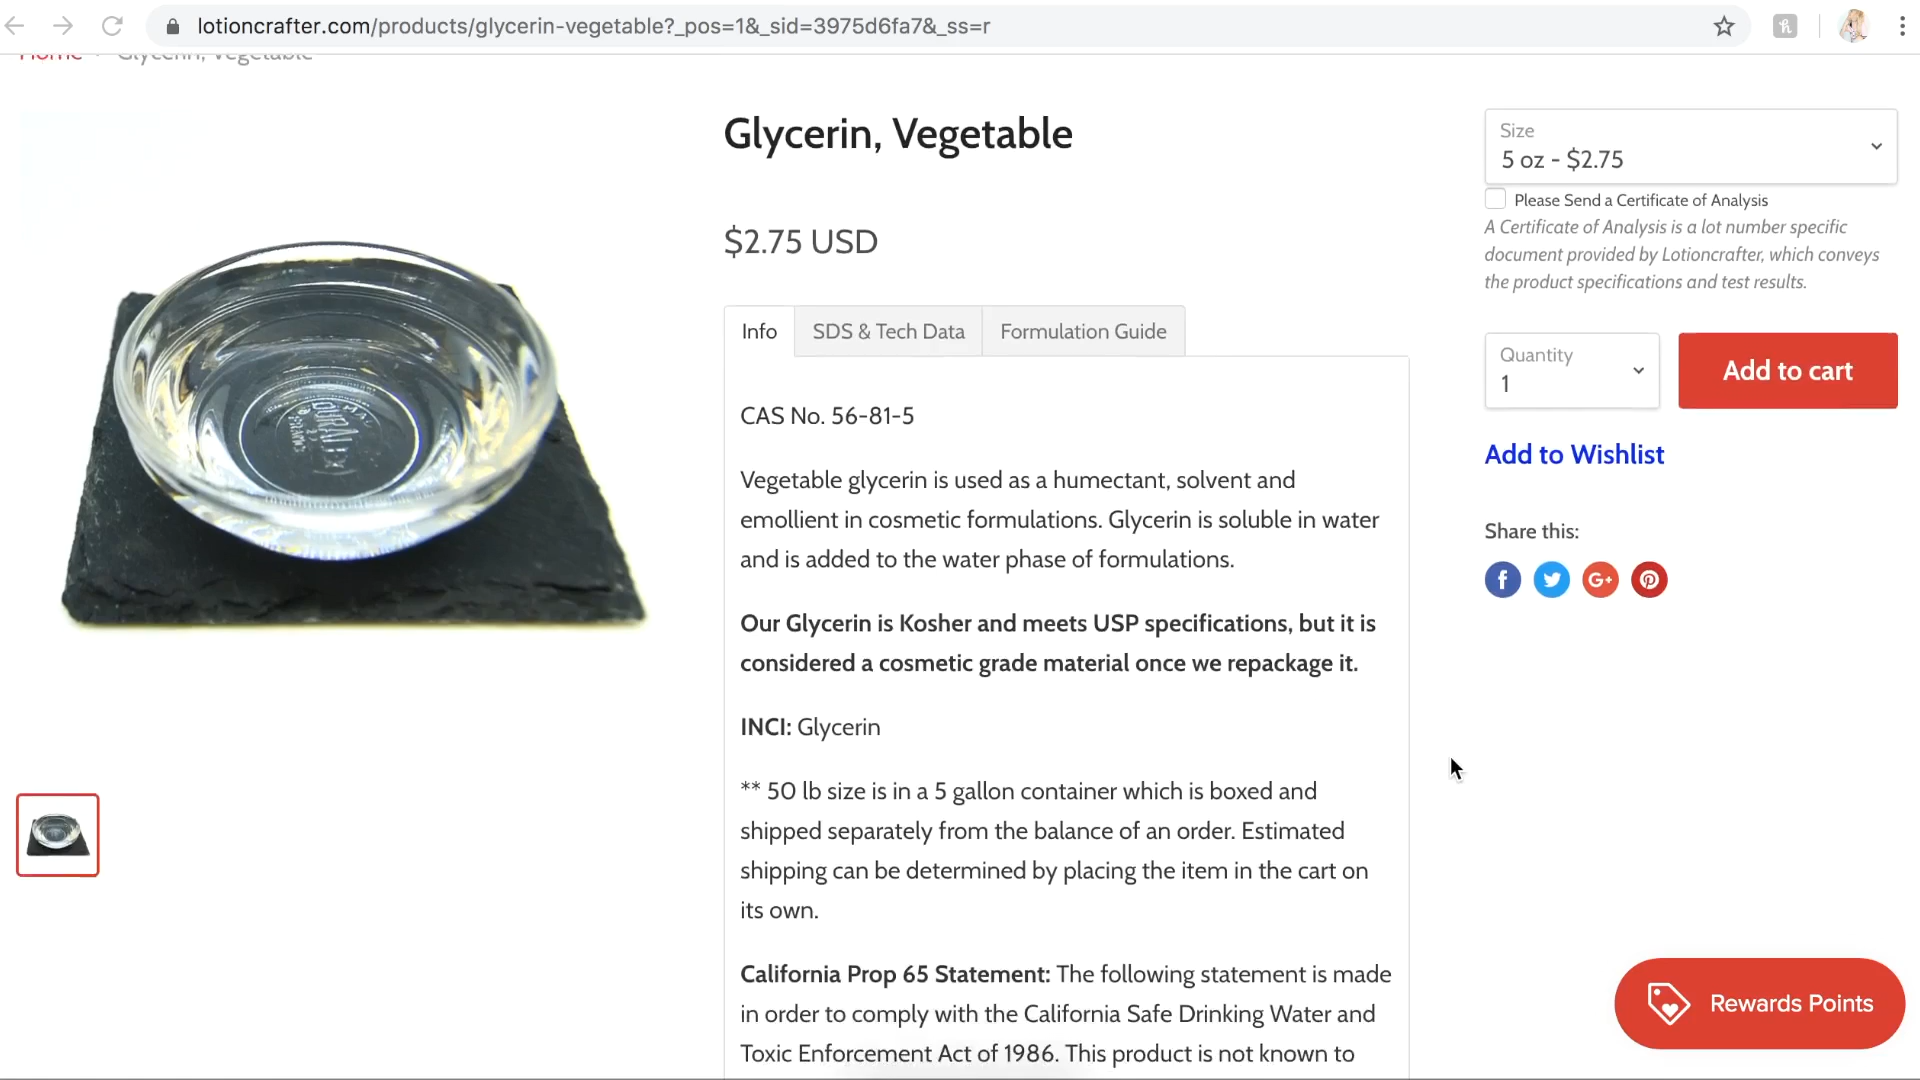 lotioncrafter.com/products/glycerin-vegetable?_pos=1&_sid=3975d6fa7&_ss=r
Home
Glycerin, Vegetable
Glycerin, Vegetable
$2.75 USD
Info
SDS & Tech Data
Formulation Guide
CAS No. 56-81-5
Vegetable glycerin is used as a humectant, solvent and
emollient in cosmetic formulations. Glycerin is soluble in water
and is added to the water phase of formulations.
Our Glycerin is Kosher and meets USP specifications, but it is
considered a cosmetic grade material once we repackage it.
INCI: Glycerin
** 50 lb size is in a 5 gallon container which is boxed and
shipped separately from the balance of an order. Estimated
shipping can be determined by placing the item in the cart on
its own.
California Prop 65 Statement: The following statement is made
in order to comply with the California Safe Drinking Water and
Toxic Enforcement Act of 1986. This product is not known to
Size
5 oz - $2.75
Please Send a Certificate of Analysis
A Certificate of Analysis is a lot number specific
document provided by Lotioncrafter, which conveys
the product specifications and test results.
Quantity
1
Add to cart
Add to Wishlist
Share this:
Rewards Points